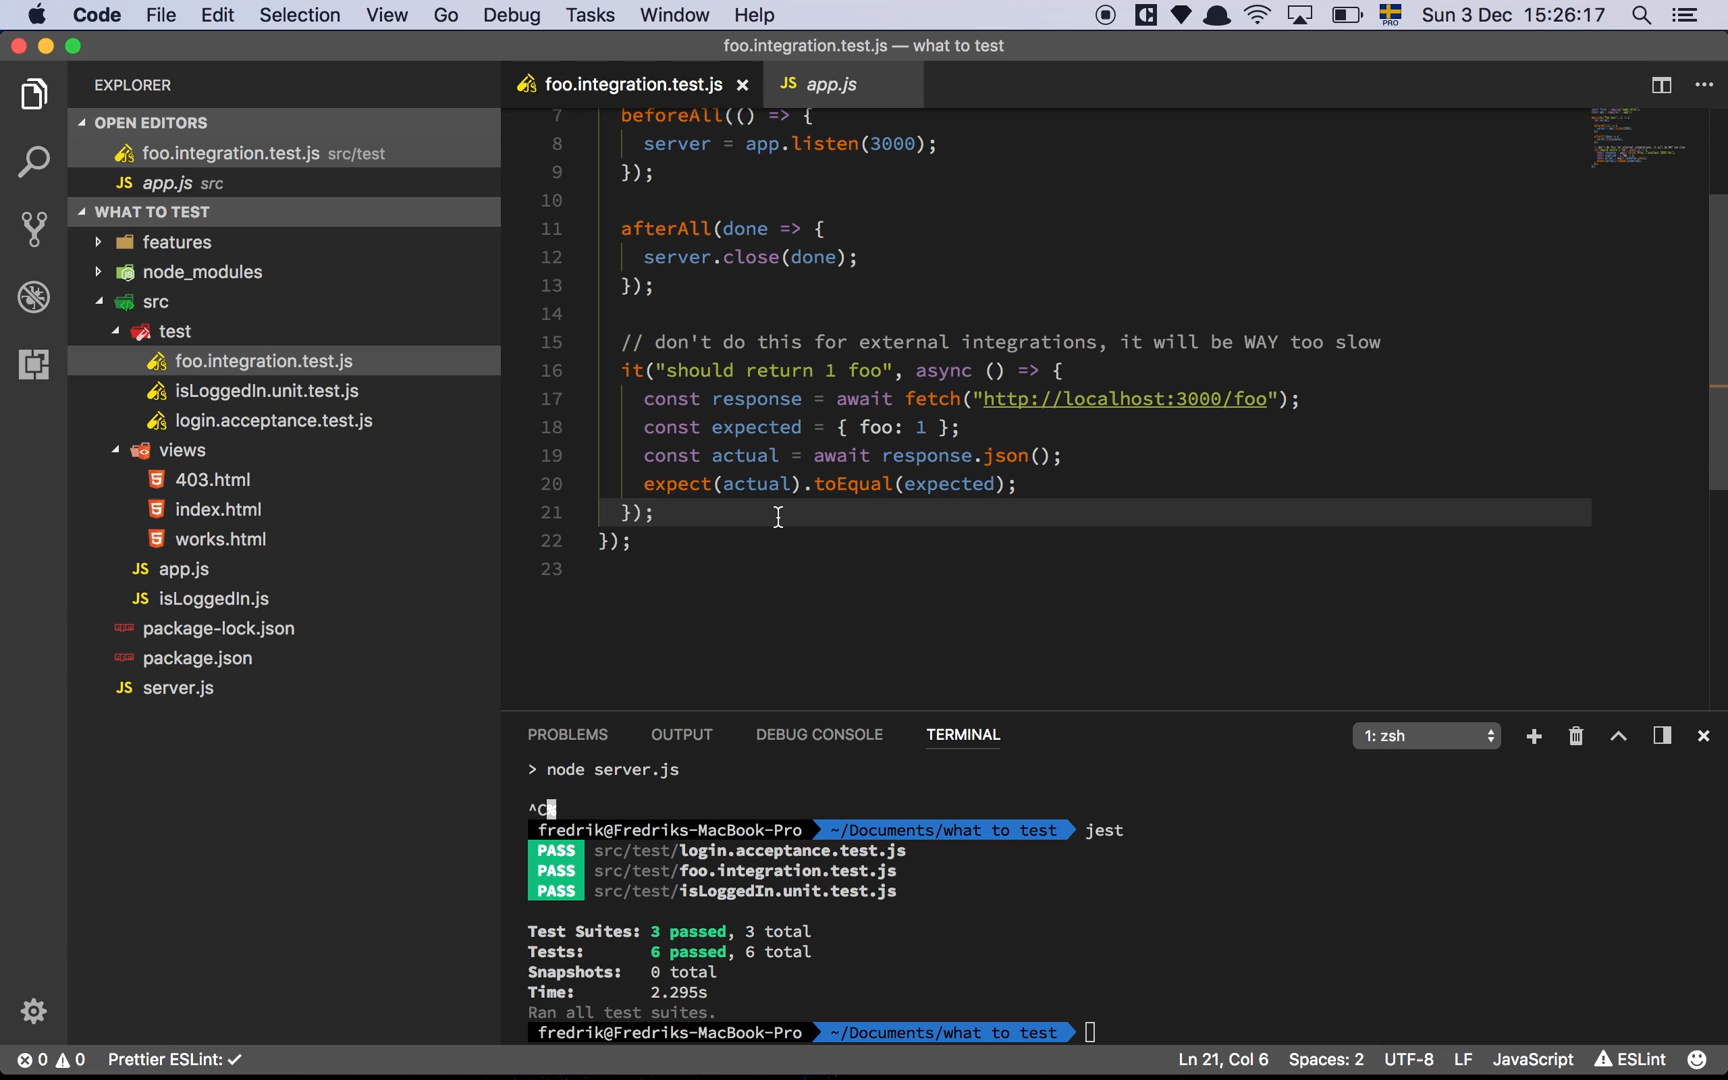 Code File Edit Selection View Go Debug Tasks Window Help PRO Sun 3 Dec 15:26:17
foo.integration.test.js — what to test
EXPLORER
OPEN EDITORS
foo.integration.test.js src/test
JS app.js src
WHAT TO TEST
features
node_modules
src
test
foo.integration.test.js
isLoggedIn.unit.test.js
login.acceptance.test.js
views
403.html
index.html
works.html
JS app.js
JS isLoggedIn.js
package-lock.json
package.json
JS server.js
foo.integration.test.js JS app.js
7 beforeAll(() => {
8 server = app.listen(3000);
9 });
10
11 afterAll(done => {
12 server.close(done);
13 });
14
15 // don't do this for external integrations, it will be WAY too slow
16 it("should return 1 foo", async () => {
17 const response = await fetch("http://localhost:3000/foo");
18 const expected = { foo: 1 };
19 const actual = await response.json();
20 expect(actual).toEqual(expected);
21 });
22 });
23
PROBLEMS OUTPUT DEBUG CONSOLE TERMINAL 1: zsh
> node server.js
^C%
fredrik@Fredriks-MacBook-Pro ~/Documents/what to test jest
PASS src/test/login.acceptance.test.js
PASS src/test/foo.integration.test.js
PASS src/test/isLoggedIn.unit.test.js
Test Suites: 3 passed, 3 total
Tests: 6 passed, 6 total
Snapshots: 0 total
Time: 2.295s
Ran all test suites.
fredrik@Fredriks-MacBook-Pro ~/Documents/what to test
0 0 Prettier ESLint: ✓ Ln 21, Col 6 Spaces: 2 UTF-8 LF JavaScript ESLint